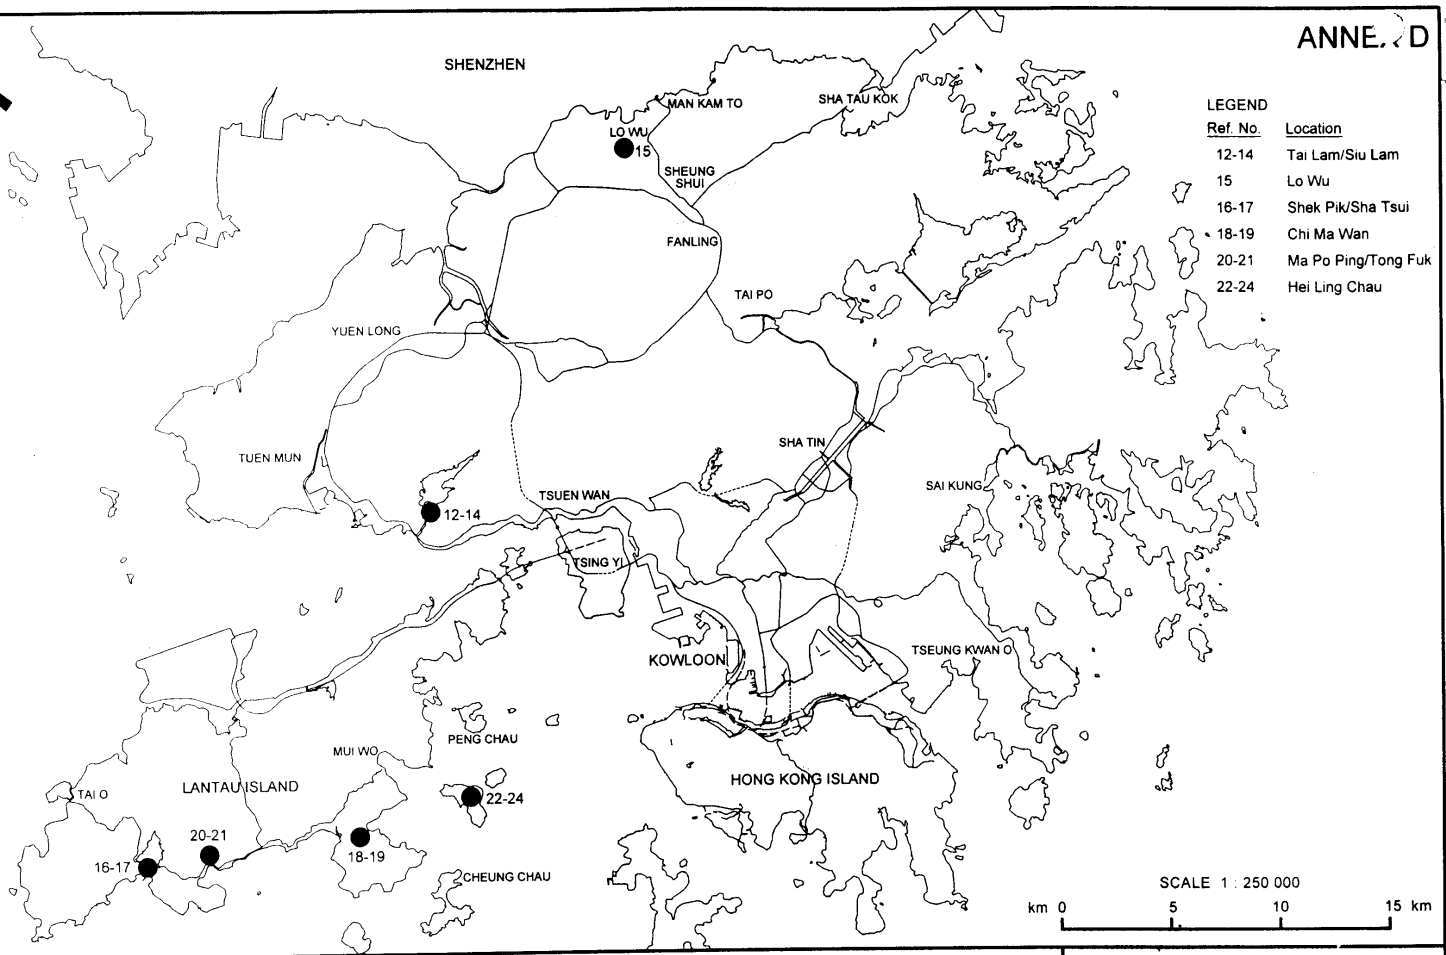 ANNEX D
SHENZHEN
MAN KAM TO
SHA TAU KOK
LEGEND
Ref. No. Location
12-14 Tai Lam/Siu Lam
15 Lo Wu
16-17 Shek Pik/Sha Tsui
18-19 Chi Ma Wan
20-21 Ma Po Ping/Tong Fuk
22-24 Hei Ling Chau
LO WU
15
SHEUNG
SHUI
FANLING
TAI PO
YUEN LONG
SHA TIN
TUEN MUN
SAI KUNG
TSUEN WAN
12-14
TSING YI
TSEUNG KWAN O
KOWLOON
PENG CHAU
MUI WO
HONG KONG ISLAND
LANTAU ISLAND
TAI O
22-24
20-21
18-19
16-17
CHEUNG CHAU
SCALE 1 : 250 000
km 0 5 10 15 km